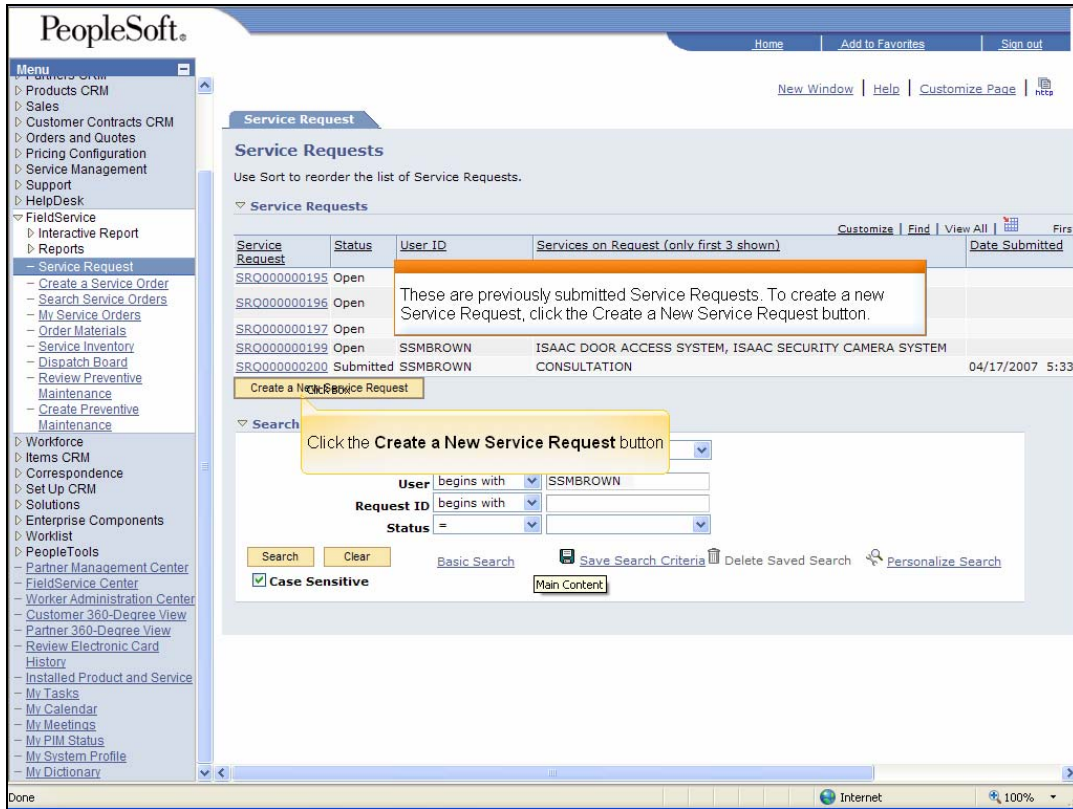 PeopleSoft®
Home Add to Favorites Sign out
Menu
Partners CRM
Products CRM
Sales
Customer Contracts CRM
Orders and Quotes
Pricing Configuration
Service Management
Support
HelpDesk
FieldService
Interactive Report
Reports
– Service Request
– Create a Service Order
– Search Service Orders
– My Service Orders
– Order Materials
– Service Inventory
– Dispatch Board
– Review Preventive
Maintenance
– Create Preventive
Maintenance
Workforce
Items CRM
Correspondence
Set Up CRM
Solutions
Enterprise Components
Worklist
PeopleTools
– Partner Management Center
– FieldService Center
– Worker Administration Center
– Customer 360-Degree View
– Partner 360-Degree View
– Review Electronic Card
History
– Installed Product and Service
– My Tasks
– My Calendar
– My Meetings
– My PIM Status
– My System Profile
– My Dictionary
New Window | Help | Customize Page | http
Service Request
Service Requests
Use Sort to reorder the list of Service Requests.
Service Requests
Customize | Find | View All | Firs
Service Request Status User ID Services on Request (only first 3 shown) Date Submitted
SRQ000000195 Open
SRQ000000196 Open
SRQ000000197 Open
These are previously submitted Service Requests. To create a new
Service Request, click the Create a New Service Request button.
SRQ000000199 Open SSMBROWN ISAAC DOOR ACCESS SYSTEM, ISAAC SECURITY CAMERA SYSTEM
SRQ000000200 Submitted SSMBROWN CONSULTATION 04/17/2007 5:33
Create a New Service Request
Click Box
Search
Click the Create a New Service Request button
User begins with SSMBROWN
Request ID begins with
Status =
Search Clear Basic Search Save Search Criteria Delete Saved Search Personalize Search
Case Sensitive
Main Content
Done Internet 100%